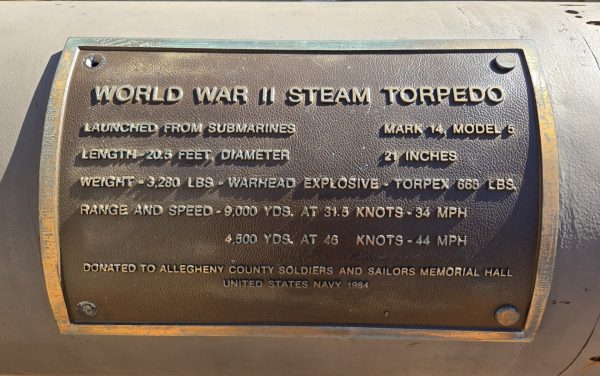 WORLD WAR II STEAM TORPEDO
LAUNCHED FROM SUBMARINES MARK 14, MODEL 5
LENGTH - 20.5 FEET, DIAMETER 21 INCHES
WEIGHT - 3,280 LBS - WARHEAD EXPLOSIVE - TORPEX 668 LBS.
RANGE AND SPEED - 9,000 YDS. AT 31.5 KNOTS - 34 MPH
4,500 YDS. AT 46 KNOTS - 44 MPH
DONATED TO ALLEGHENY COUNTY SOLDIERS AND SAILORS MEMORIAL HALL
UNITED STATES NAVY 1984